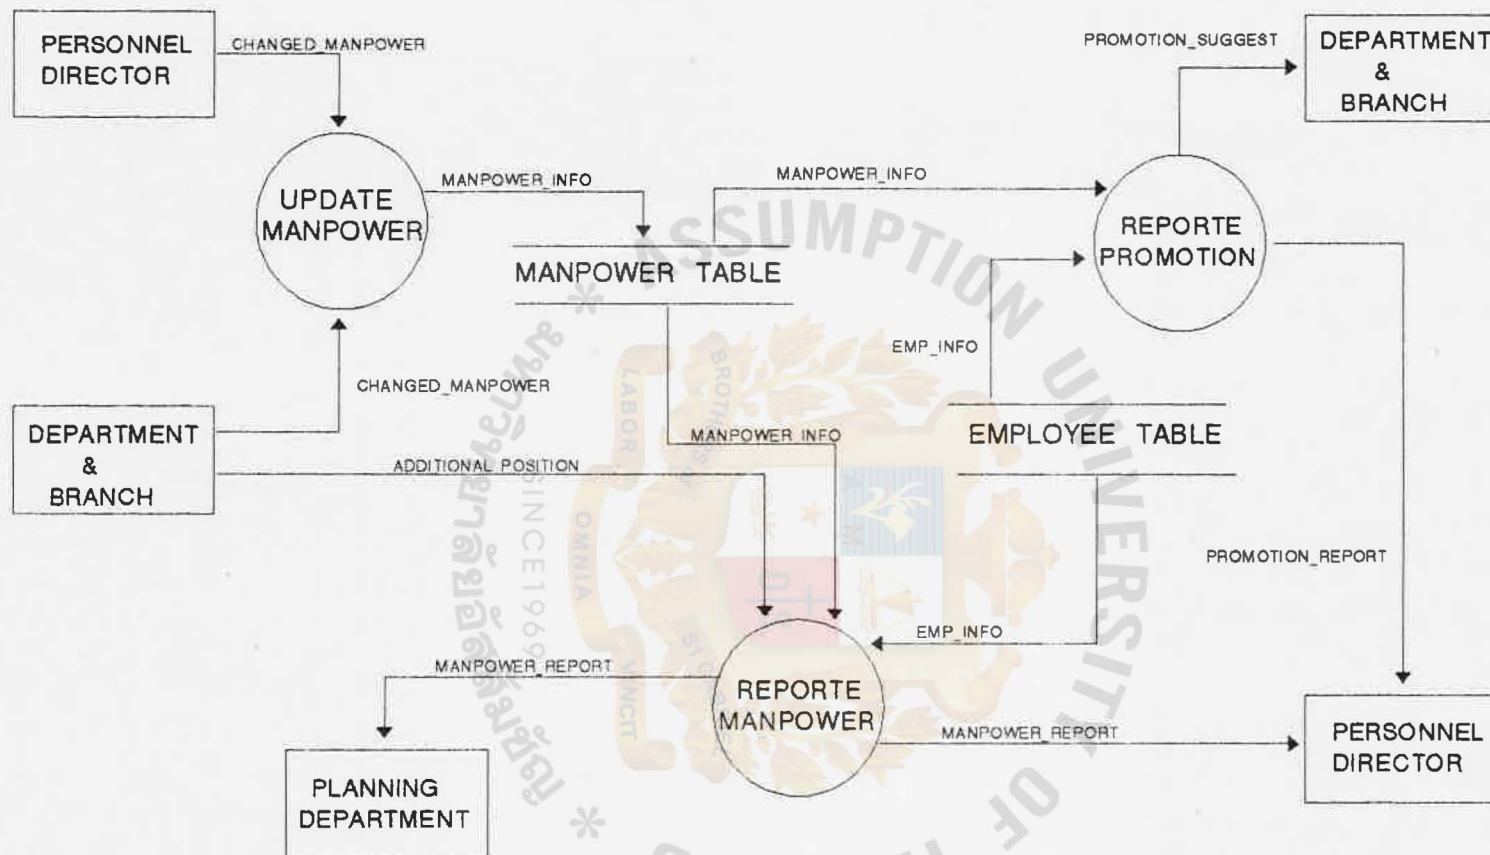 PERSONNEL
DIRECTOR
CHANGED_MANPOWER
PROMOTION_SUGGEST
DEPARTMENT
&
BRANCH
UPDATE
MANPOWER
MANPOWER_INFO
MANPOWER_INFO
REPORTE
PROMOTION
MANPOWER TABLE
EMP_INFO
CHANGED_MANPOWER
DEPARTMENT
&
BRANCH
MANPOWER INFO
EMPLOYEE TABLE
ADDITIONAL POSITION
PROMOTION_REPORT
EMP_INFO
MANPOWER_REPORT
REPORTE
MANPOWER
MANPOWER_REPORT
PERSONNEL
DIRECTOR
PLANNING
DEPARTMENT
* ASSUMPTION UNIVERSITY OF
SINCE1969
LABOR
OMNIA
VINCIT